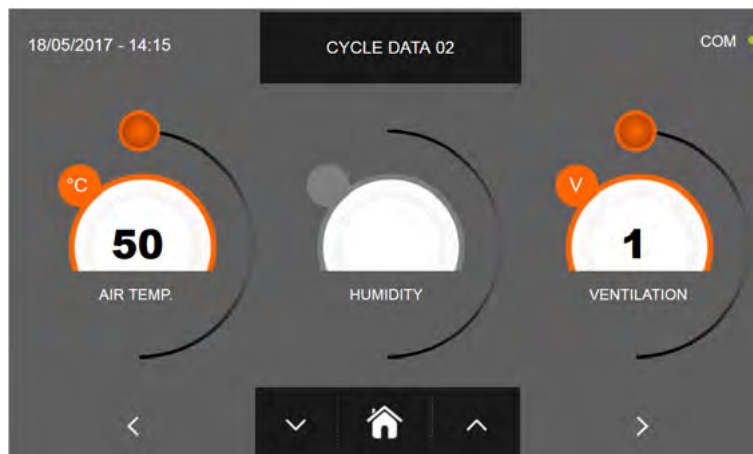 18/05/2017 - 14:15
CYCLE DATA 02
COM
°C
50
AIR TEMP.
HUMIDITY
V
1
VENTILATION